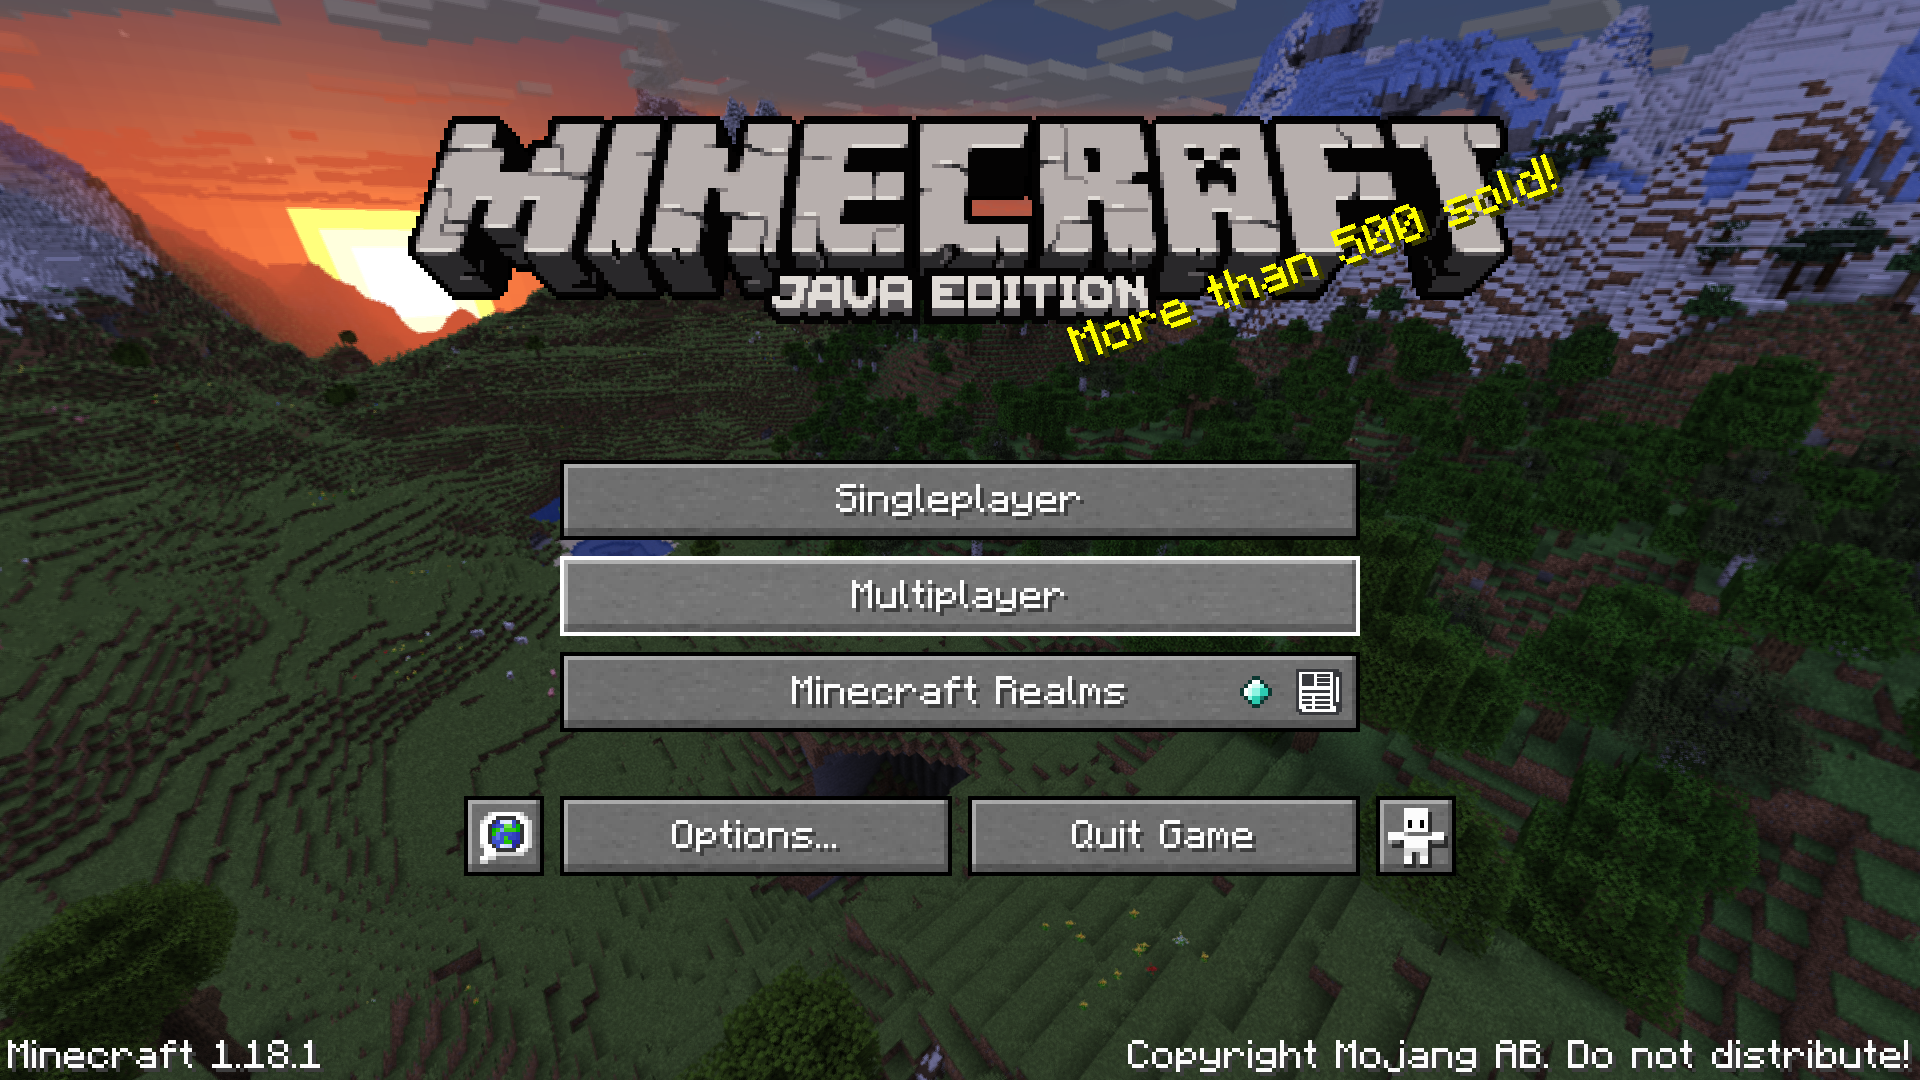 MINECRAFT
JAVA EDITION
More than 500 sold!
Singleplayer
Multiplayer
Minecraft Realms
Options...
Quit Game
Minecraft 1.18.1
Copyright Mojang AB. Do not distribute!